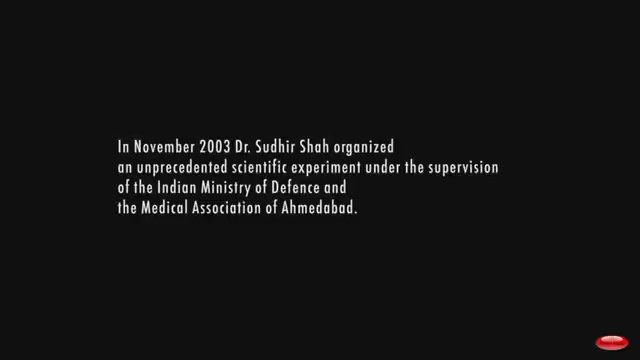 In November 2003 Dr. Sudhir Shah organized
an unprecedented scientific experiment under the supervision
of the Indian Ministry of Defence and
the Medical Association of Ahmedabad.